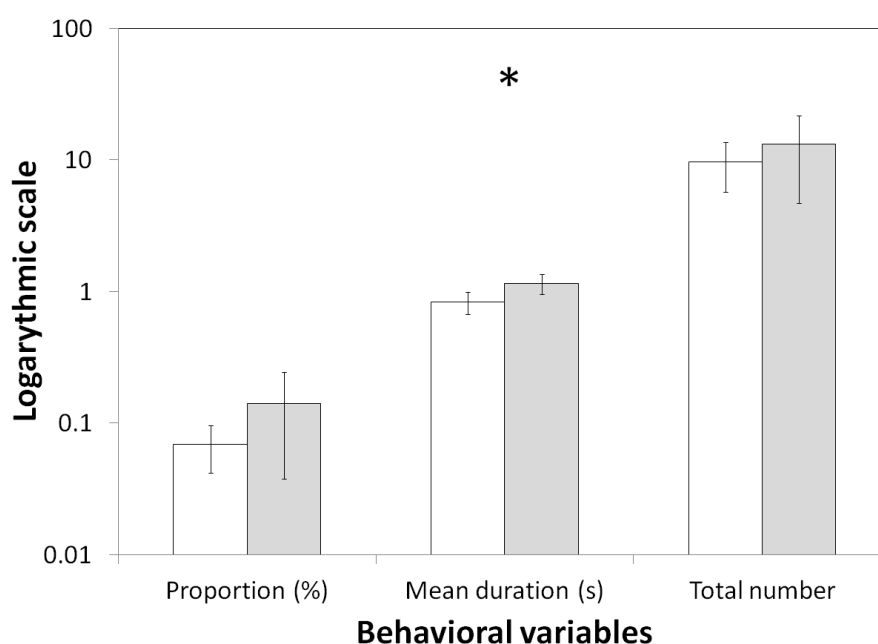 100
10
1
0.1
0.01
Logarythmic scale
*
Proportion (%)
Mean duration (s)
Total number
Behavioral variables